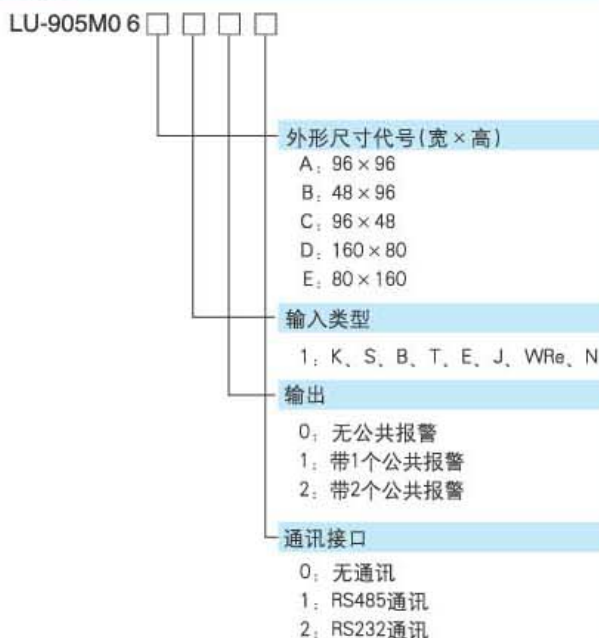 LU-905M0 6 □ □ □ □
外形尺寸代号(宽×高)
A: 96×96
B: 48×96
C: 96×48
D: 160×80
E: 80×160
输入类型
1: K、S、B、T、E、J、WRe、N
输出
0: 无公共报警
1: 带1个公共报警
2: 带2个公共报警
通讯接口
0: 无通讯
1: RS485通讯
2: RS232通讯